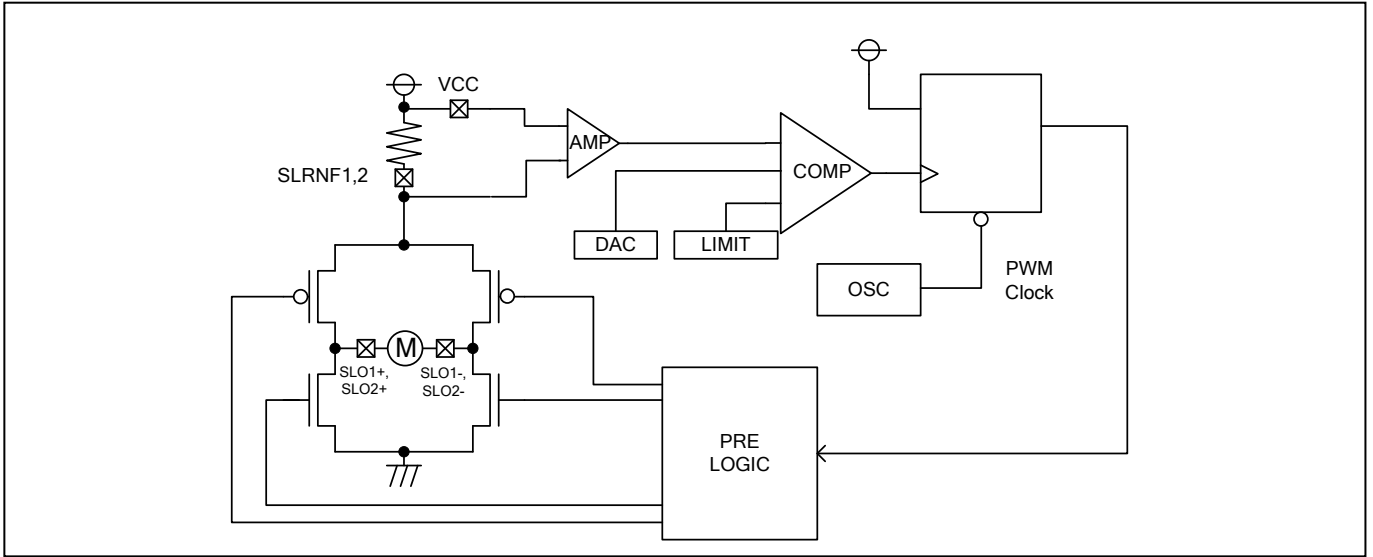 VCC
SLRNF1,2
AMP
COMP
DAC
LIMIT
OSC
PWM
Clock
M
SLO1+,
SLO2+
SLO1-,
SLO2-
PRE
LOGIC